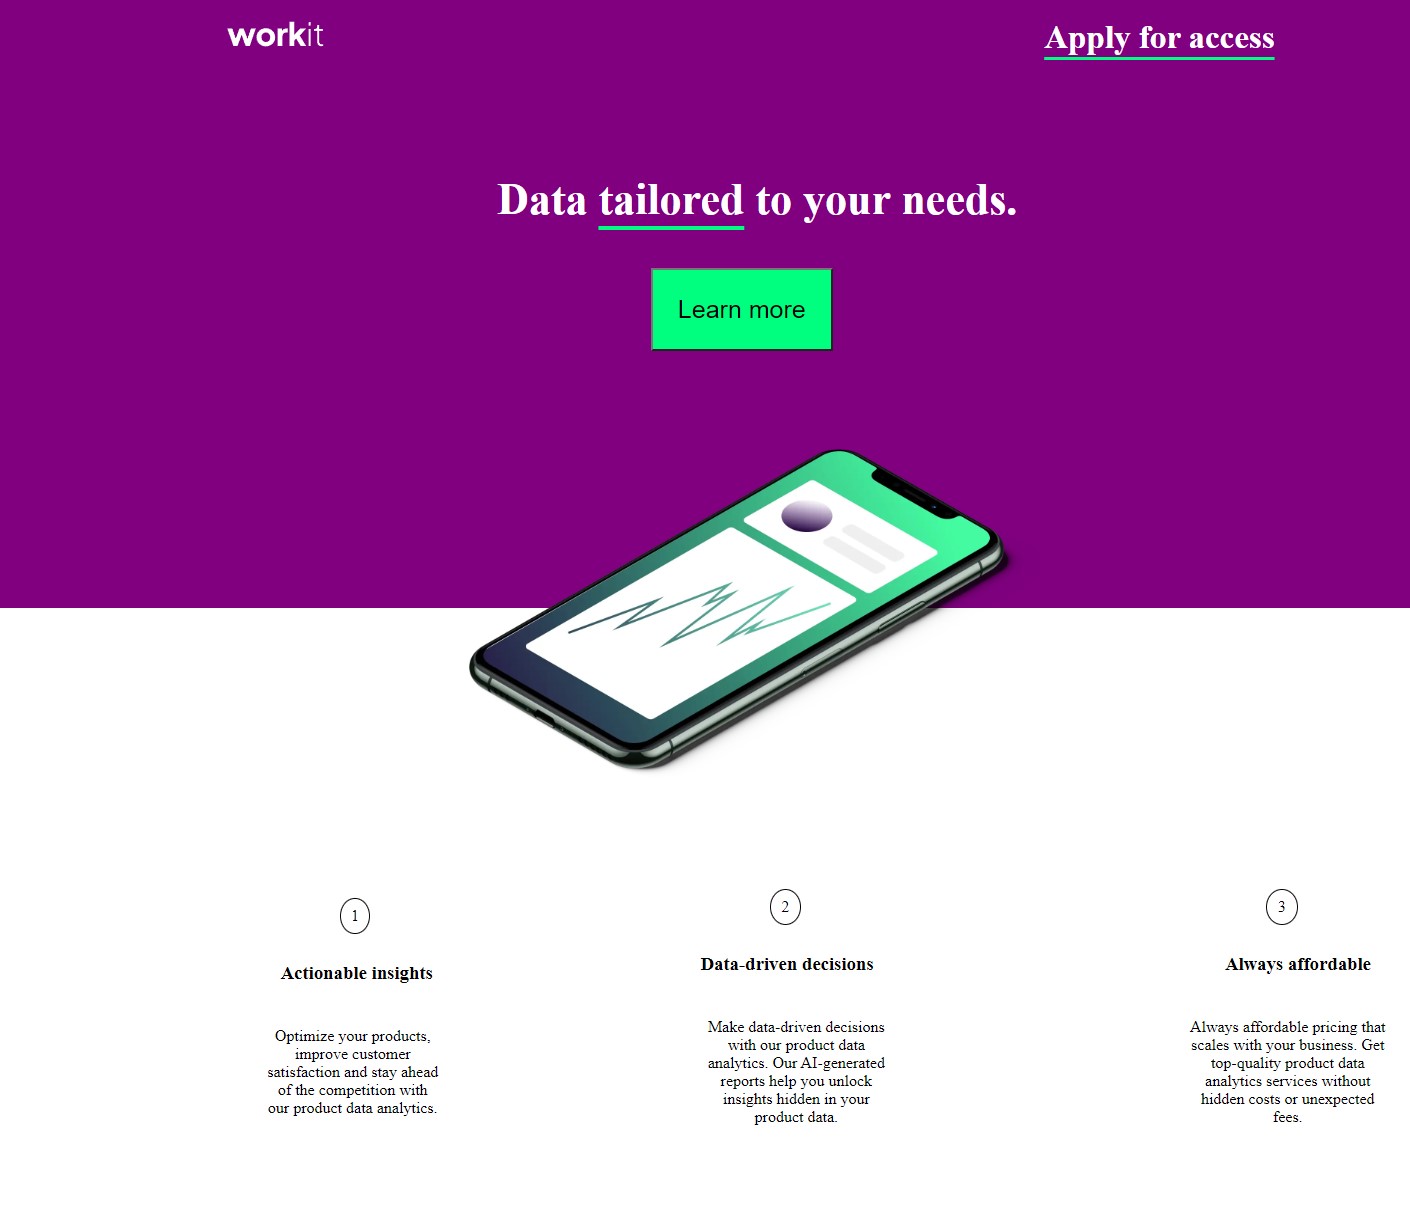 workit
Apply for access
Data tailored to your needs.
Learn more
1
Actionable insights
Optimize your products,
improve customer
satisfaction and stay ahead
of the competition with
our product data analytics.
2
Data-driven decisions
Make data-driven decisions
with our product data
analytics. Our AI-generated
reports help you unlock
insights hidden in your
product data.
3
Always affordable
Always affordable pricing that
scales with your business. Get
top-quality product data
analytics services without
hidden costs or unexpected
fees.